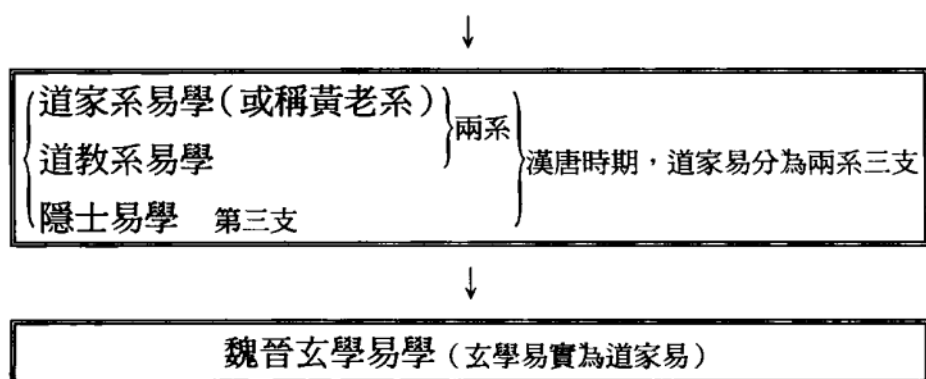 道家系易學(或稱黃老系)
道教系易學
隱士易學 第三支
兩系
漢唐時期，道家易分為兩系三支
魏晉玄學易學(玄學易實為道家易)